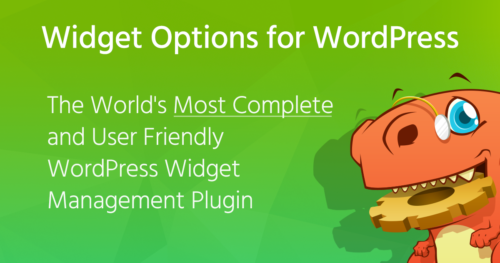 Widget Options for WordPress
The World's Most Complete
and User Friendly
WordPress Widget
Management Plugin